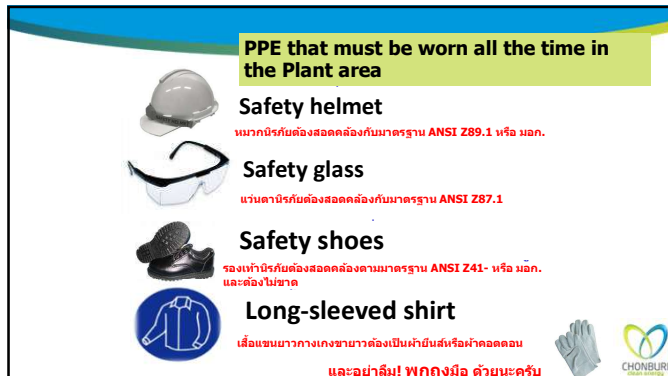 PPE that must be worn all the time in
the Plant area
Safety helmet
หมวกนิรภัยต้องสอดคล้องกับมาตรฐาน ANSI Z89.1 หรือ มอก.
Safety glass
แว่นตานิรภัยต้องสอดคล้องกับมาตรฐาน ANSI Z87.1
Safety shoes
รองเท้านิรภัยต้องสอดคล้องตามมาตรฐาน ANSI Z41- หรือ มอก.
และต้องไม่ขาด
Long-sleeved shirt
เสื้อแขนยาวกางเกงขายาวต้องเป็นผ้ายีนส์หรือผ้าคอตตอน
และอย่าลืม! พกถุงมือ ด้วยนะครับ
CHONBURI
clean energy